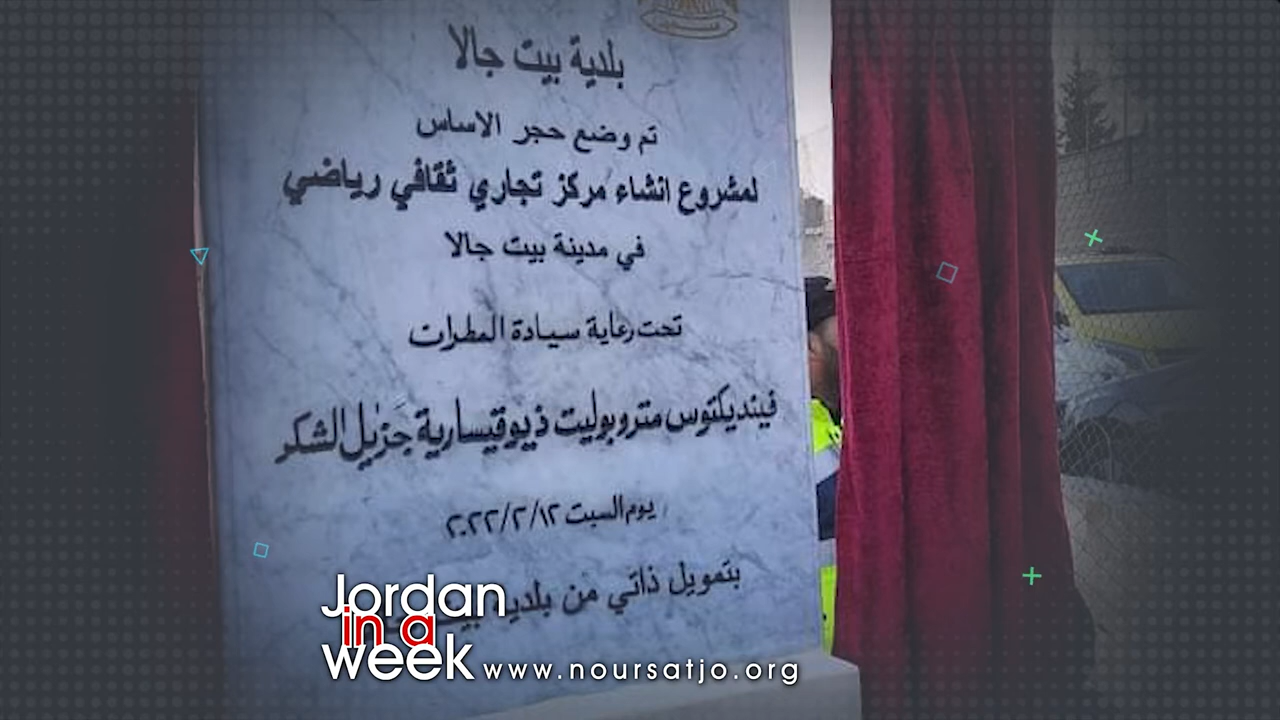 بلدية بيت جالا
تم وضع حجر الاساس
لمشروع انشاء مركز تجاري ثقافي رياضي
في مدينة بيت جالا
تحت رعاية سيادة المطران
فينديكتوس متروبوليت ذيوقيسارية جزيل الشكر
يوم السبت ٢٠٢٢/٢/١٢
بتمويل ذاتي من بلدية بيت
Jordan
in a
week
www.noursatjo.org